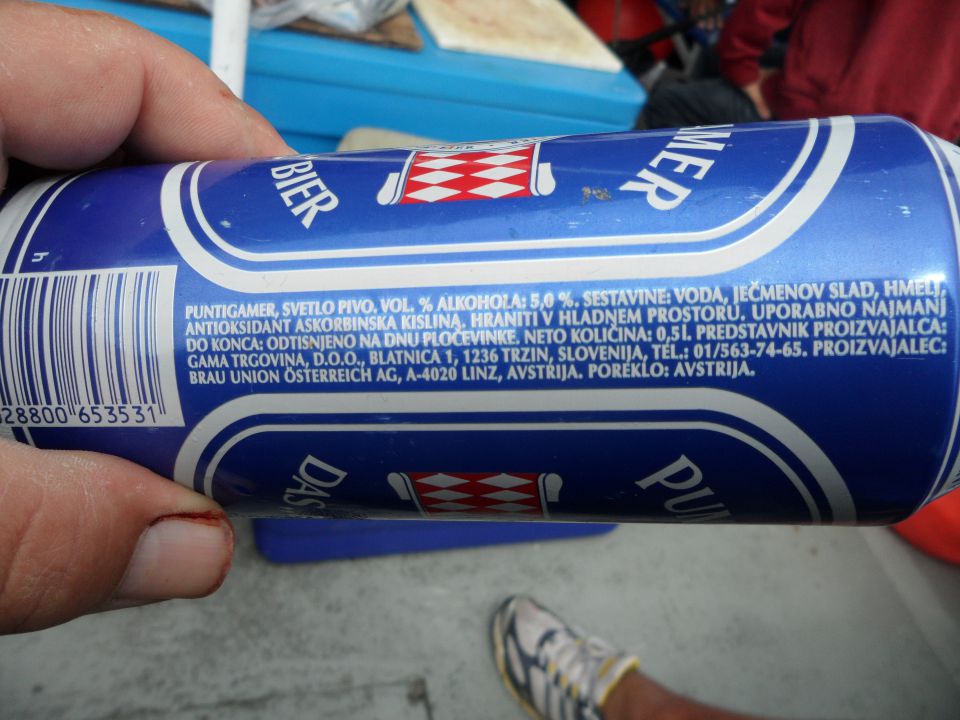 BIER
AMER
h
PUNTIGAMER, SVETLO PIVO. VOL. % ALKOHOLA: 5,0 %. SESTAVINE: VODA, JEČMENOV SLAD, HMELJ,
ANTIOKSIDANT ASKORBINSKA KISLINA. HRANITI V HLADNEM PROSTORU. UPORABNO NAJMANJ
DO KONCA: ODTISNJENO NA DNU PLOČEVINKE. NETO KOLIČINA: 0,5l. PREDSTAVNIK PROIZVAJALCA:
GAMA TRGOVINA, D.O.O., BLATNICA 1, 1236 TRZIN, SLOVENIJA, TEL.: 01/563-74-65. PROIZVAJALEC:
BRAU UNION ÖSTERREICH AG, A-4020 LINZ, AVSTRIJA. POREKLO: AVSTRIJA.
028800 653531
DAS
PUN